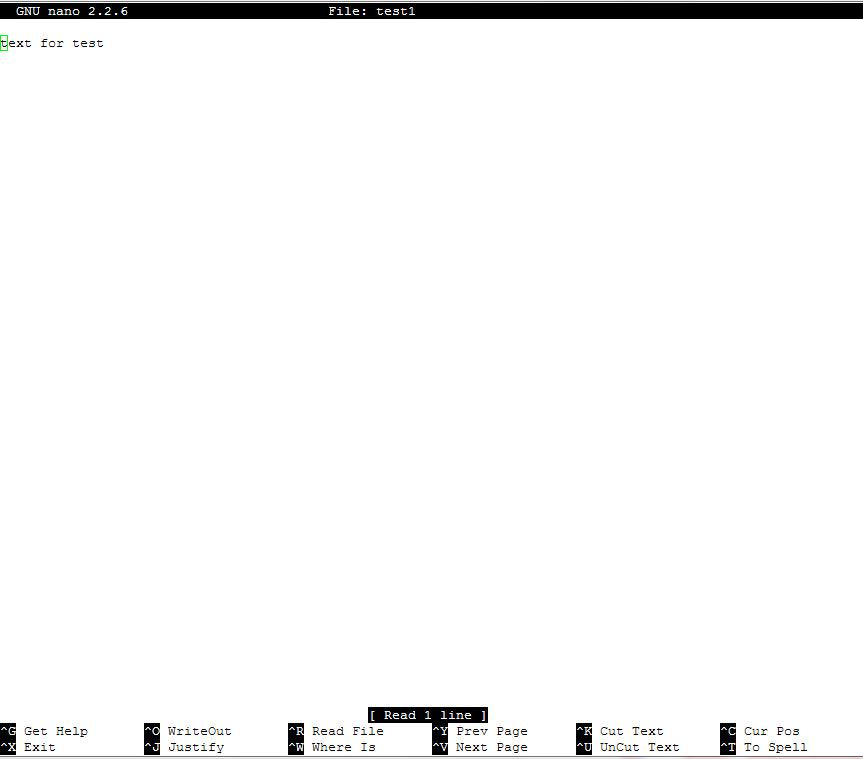 GNU nano 2.2.6 File: test1
text for test
[ Read 1 line ]
^G Get Help ^O WriteOut ^R Read File ^Y Prev Page ^K Cut Text ^C Cur Pos
^X Exit ^J Justify ^W Where Is ^V Next Page ^U UnCut Text ^T To Spell